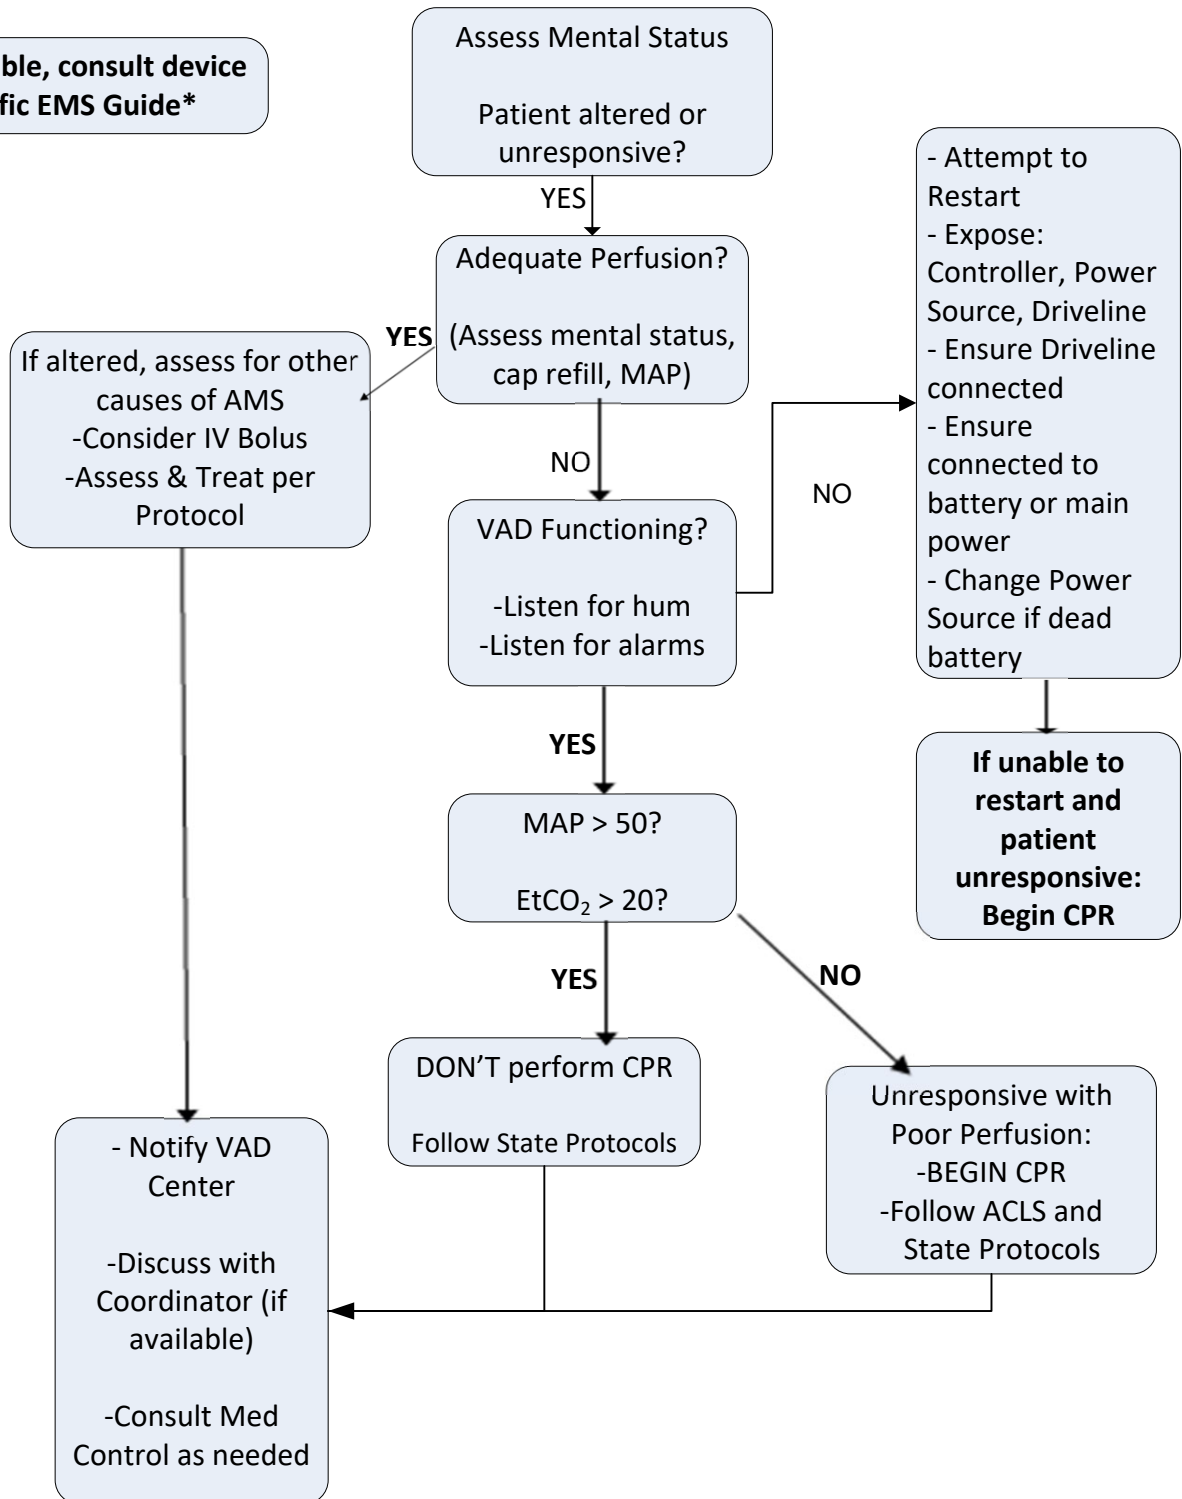 ble, consult device
fic EMS Guide*
Assess Mental Status
Patient altered or
unresponsive?
YES
Adequate Perfusion?
(Assess mental status,
cap refill, MAP)
YES
If altered, assess for other
causes of AMS
-Consider IV Bolus
-Assess & Treat per
Protocol
NO
VAD Functioning?
-Listen for hum
-Listen for alarms
NO
- Attempt to
Restart
- Expose:
Controller, Power
Source, Driveline
- Ensure Driveline
connected
- Ensure
connected to
battery or main
power
- Change Power
Source if dead
battery
If unable to
restart and
patient
unresponsive:
Begin CPR
YES
MAP > 50?
EtCO₂ > 20?
YES
NO
DON'T perform CPR
Follow State Protocols
Unresponsive with
Poor Perfusion:
-BEGIN CPR
-Follow ACLS and
State Protocols
- Notify VAD
Center
-Discuss with
Coordinator (if
available)
-Consult Med
Control as needed